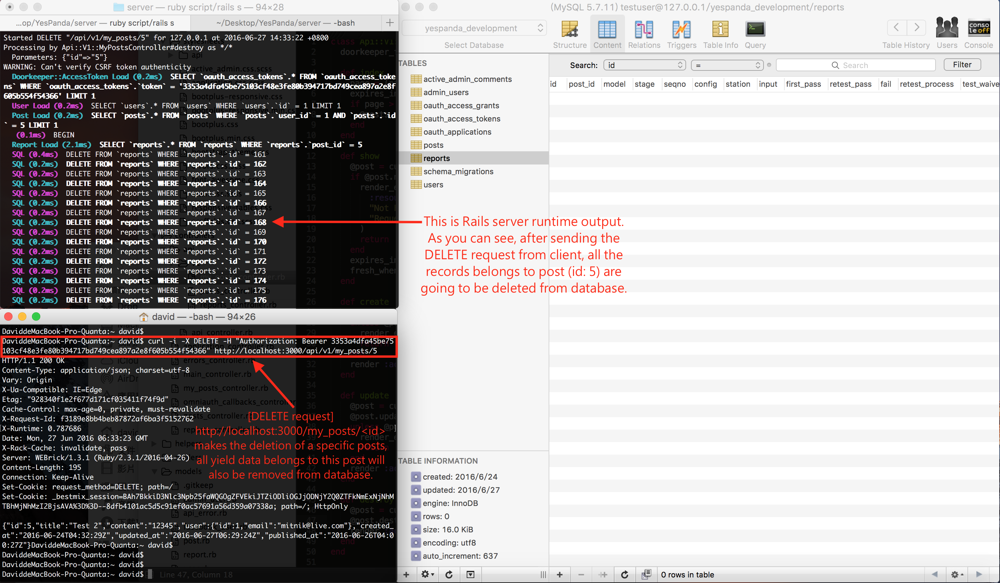 server — ruby script/rails s — 94×28
...op/YesPanda/server — ruby script/rails s
~/Desktop/YesPanda/server — -bash
Started DELETE "/api/v1/my_posts/5" for 127.0.0.1 at 2016-06-27 14:33:22 +0800
Processing by Api::V1::MyPostsController#destroy as */*
Parameters: {"id"=>"5"}
WARNING: Can't verify CSRF token authenticity
Doorkeeper::AccessToken Load (0.2ms) SELECT `oauth_access_tokens`.* FROM `oauth_access_toke
ns` WHERE `oauth_access_tokens`.`token` = '3353a4dfa45be75103cf48e3fe80b394717bd749cea897a2e8f
605b554f54366' LIMIT 1
User Load (0.2ms) SELECT `users`.* FROM `users` WHERE `users`.`id` = 1 LIMIT 1
Post Load (0.2ms) SELECT `posts`.* FROM `posts` WHERE `posts`.`user_id` = 1 AND `posts`.`id
` = 5 LIMIT 1
(0.1ms) BEGIN
Report Load (2.1ms) SELECT `reports`.* FROM `reports` WHERE `reports`.`post_id` = 5
SQL (0.4ms) DELETE FROM `reports` WHERE `reports`.`id` = 161
SQL (0.2ms) DELETE FROM `reports` WHERE `reports`.`id` = 162
SQL (0.2ms) DELETE FROM `reports` WHERE `reports`.`id` = 163
SQL (0.2ms) DELETE FROM `reports` WHERE `reports`.`id` = 164
SQL (0.2ms) DELETE FROM `reports` WHERE `reports`.`id` = 165
SQL (0.2ms) DELETE FROM `reports` WHERE `reports`.`id` = 166
SQL (0.2ms) DELETE FROM `reports` WHERE `reports`.`id` = 167
SQL (0.2ms) DELETE FROM `reports` WHERE `reports`.`id` = 168
SQL (0.2ms) DELETE FROM `reports` WHERE `reports`.`id` = 169
SQL (0.2ms) DELETE FROM `reports` WHERE `reports`.`id` = 170
SQL (0.2ms) DELETE FROM `reports` WHERE `reports`.`id` = 171
SQL (0.2ms) DELETE FROM `reports` WHERE `reports`.`id` = 172
SQL (0.2ms) DELETE FROM `reports` WHERE `reports`.`id` = 173
SQL (0.2ms) DELETE FROM `reports` WHERE `reports`.`id` = 174
SQL (0.2ms) DELETE FROM `reports` WHERE `reports`.`id` = 175
SQL (0.2ms) DELETE FROM `reports` WHERE `reports`.`id` = 176
david — -bash — 94×26
DaviddeMacBook-Pro-Quanta:~ david$
DaviddeMacBook-Pro-Quanta:~ david$ curl -i -X DELETE -H "Authorization: Bearer 3353a4dfa45be75
103cf48e3fe80b394717bd749cea897a2e8f605b554f54366" http://localhost:3000/api/v1/my_posts/5
HTTP/1.1 200 OK
Content-Type: application/json; charset=utf-8
Vary: Origin
X-Ua-Compatible: IE=Edge
Etag: "928340f1e2f677d171cf035411f74f9d"
Cache-Control: max-age=0, private, must-revalidate
X-Request-Id: f3189e8bb4beb87872af6ba3f5152762
X-Runtime: 0.787686
Date: Mon, 27 Jun 2016 06:33:23 GMT
X-Rack-Cache: invalidate, pass
Server: WEBrick/1.3.1 (Ruby/2.3.1/2016-04-26)
Content-Length: 195
Connection: Keep-Alive
Set-Cookie: request_method=DELETE; path=/
Set-Cookie: _bestmix_session=BAh7BkkiD3Nlc3Npb25faWQGOgZFVEkiJTZiODliOGJjODNjY2Q0ZTFkNmExNjNhM
TBhMjNhMzI2BjsAVA%3D%3D--8dfb4101ac5d5c91ef0ac57691a56d359a07338a; path=/; HttpOnly
{"id":5,"title":"Test 2","content":"12345","user":{"id":1,"email":"mitnik@live.com"},"created_
at":"2016-06-24T04:32:29Z","updated_at":"2016-06-27T06:29:24Z","published_at":"2016-06-26T04:0
0:27Z"}DaviddeMacBook-Pro-Quanta:~ david$
DaviddeMacBook-Pro-Quanta:~ david$
DaviddeMacBook-Pro-Quanta:~ david$
DaviddeMacBook-Pro-Quanta:~ david$
Line 47, Column 18
[DELETE request]
http://localhost:3000/my_posts/<id>
makes the deletion of a specific posts,
all yield data belongs to this post will
also be removed from database.
(MySQL 5.7.11) testuser@127.0.0.1/yespanda_development/reports
yespanda_development
Select Database
Structure
Content
Relations
Triggers
Table Info
Query
Table History
Users
conso
le off
Console
TABLES
active_admin_comments
admin_users
oauth_access_grants
oauth_access_tokens
oauth_applications
posts
reports
schema_migrations
users
Search: id = Search Filter
id post_id model stage seqno config station input first_pass retest_pass fail retest_process test_waive
This is Rails server runtime output.
As you can see, after sending the
DELETE request from client, all the
records belongs to post (id: 5) are
going to be deleted from database.
TABLE INFORMATION
created: 2016/6/24
updated: 2016/6/27
engine: InnoDB
rows: 0
size: 16.0 KiB
encoding: utf8
auto_increment: 637
0 rows in table